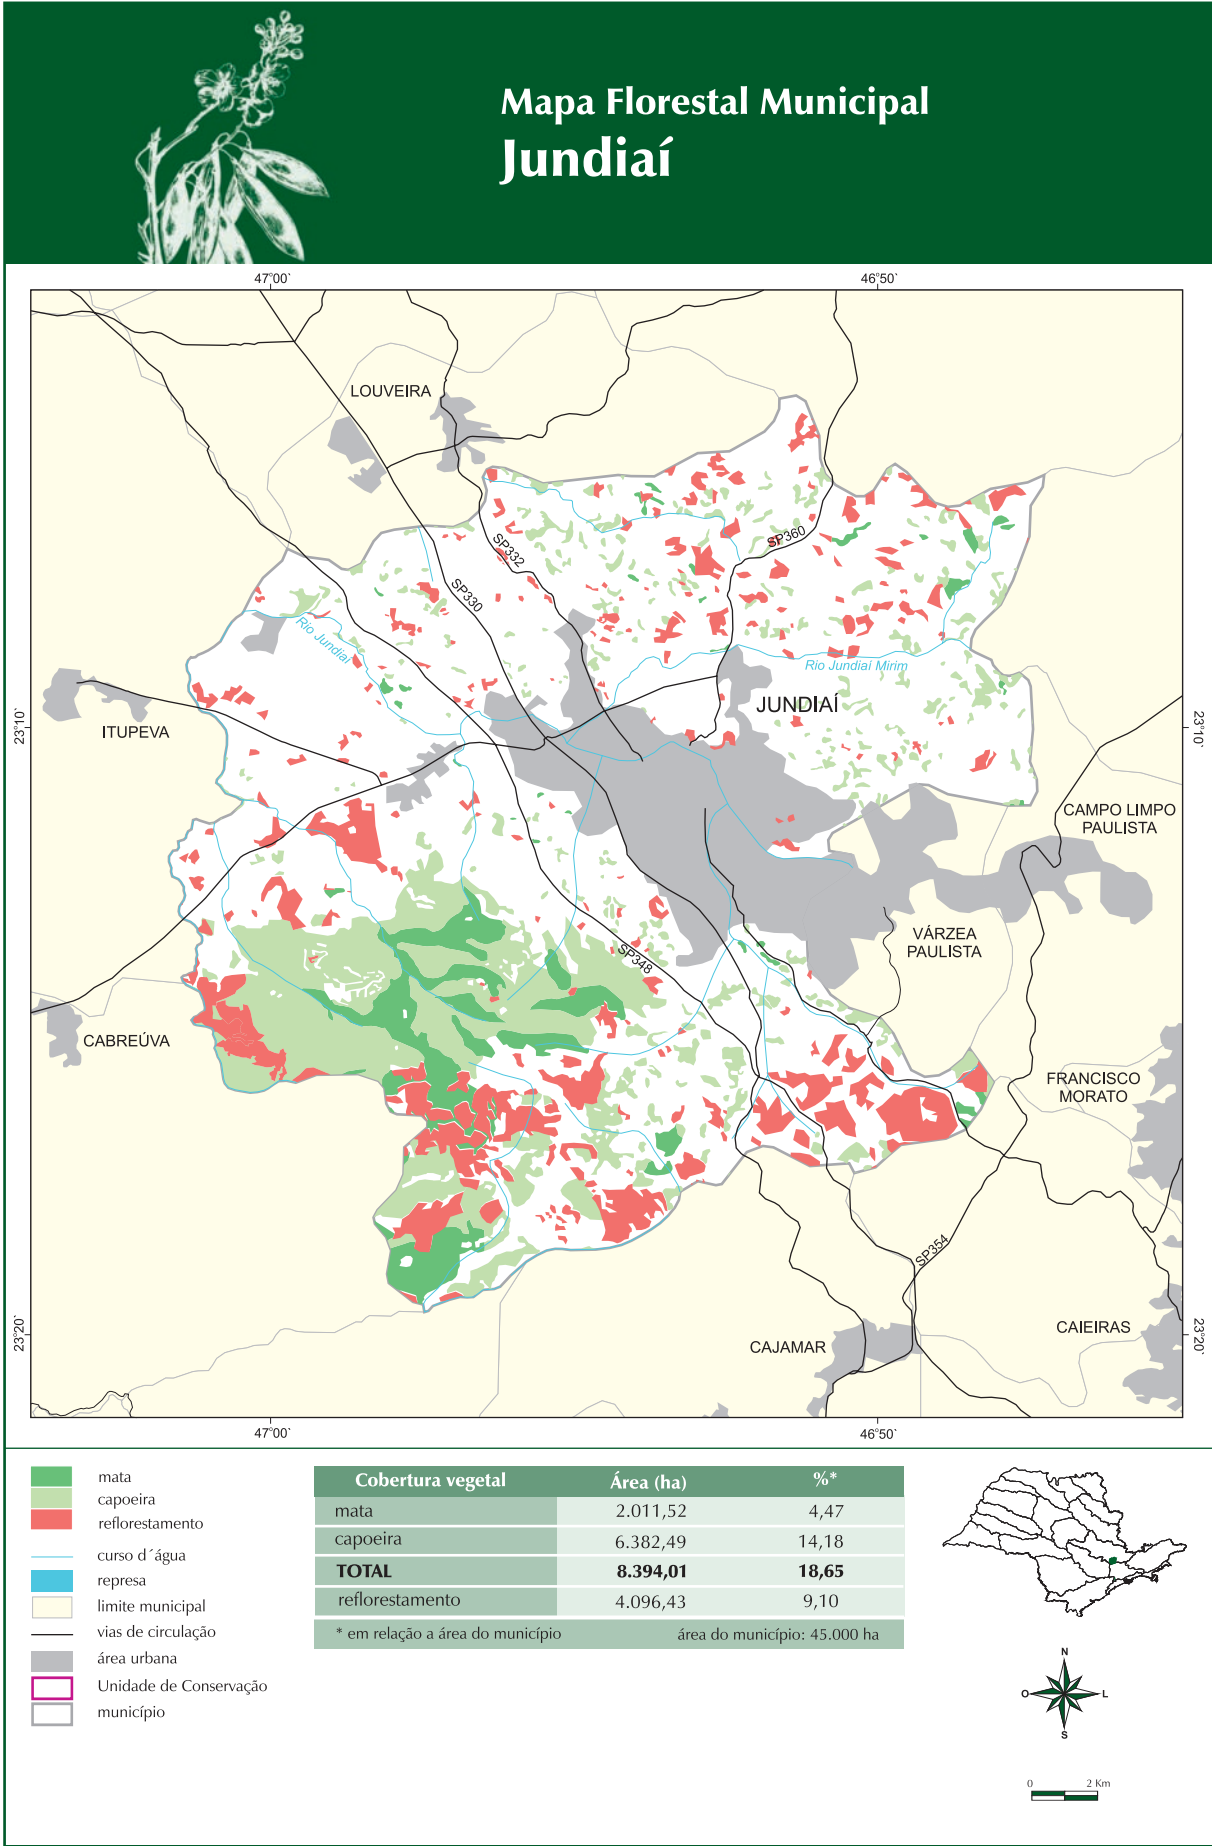 Mapa Florestal Municipal
Jundiaí
47°00`
46°50`
LOUVEIRA
SP360
SP332
SP330
Rio Jundiaí
Rio Jundiaí Mirim
JUNDIAÍ
ITUPEVA
23°10`
23°10`
CAMPO LIMPO
PAULISTA
VÁRZEA
PAULISTA
SP348
CABREÚVA
FRANCISCO
MORATO
SP354
CAIEIRAS
CAJAMAR
23°20`
23°20`
47°00`
46°50`
mata
capoeira
reflorestamento
curso d´água
represa
limite municipal
vias de circulação
área urbana
Unidade de Conservação
município
Cobertura vegetal Área (ha) %*
mata 2.011,52 4,47
capoeira 6.382,49 14,18
TOTAL 8.394,01 18,65
reflorestamento 4.096,43 9,10
* em relação a área do município área do município: 45.000 ha
N
O L
S
0 2 Km